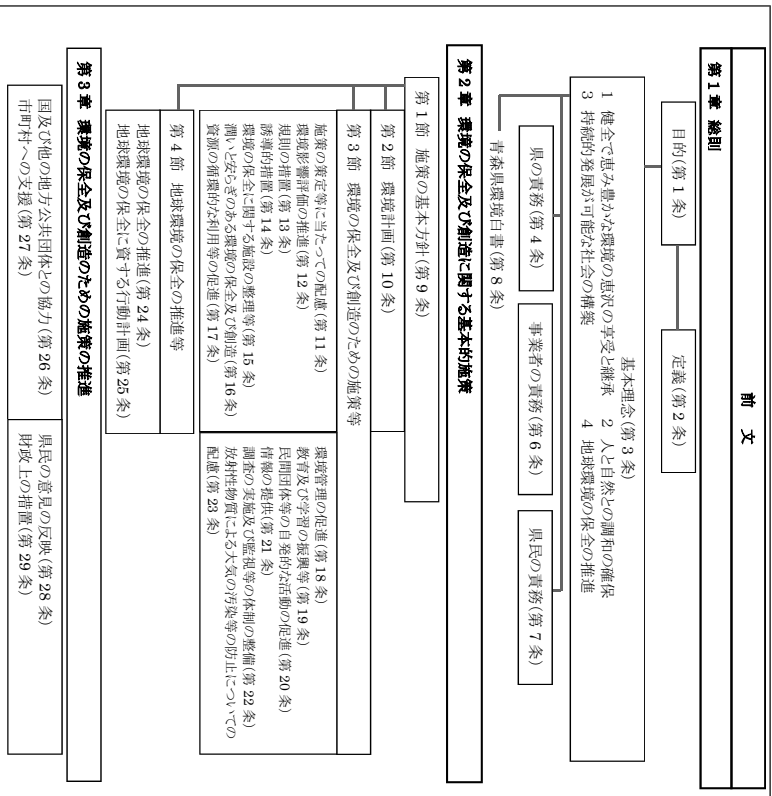 前　文
第1章 総則
目的(第1条)
定義(第2条)
基本理念(第3条)
1 健全で恵み豊かな環境の恵沢の享受と継承　2 人と自然との調和の確保
3 持続的発展が可能な社会の構築　4 地球環境の保全の推進
県の責務(第4条)
事業者の責務(第6条)
県民の責務(第7条)
青森県環境白書(第8条)
第2章 環境の保全及び創造に関する基本的施策
第1節 施策の基本方針(第9条)
第2節 環境計画(第10条)
第3節 環境の保全及び創造のための施策等
施策の策定等に当たっての配慮(第11条)
環境影響評価の推進(第12条)
規則の措置(第13条)
誘導的措置(第14条)
環境の保全に関する施設の整理等(第15条)
潤いと安らぎのある環境の保全及び創造(第16条)
資源の循環的な利用等の促進(第17条)
環境管理の促進(第18条)
教育及び学習の振興等(第19条)
民間団体等の自発的な活動の促進(第20条)
情報の提供(第21条)
調査の実施及び監視等の体制の整備(第22条)
放射性物質による大気の汚染等の防止についての
配慮(第23条)
第4節 地球環境の保全の推進等
地球環境の保全の推進(第24条)
地球環境の保全に資する行動計画(第25条)
第3章 環境の保全及び創造のための施策の推進
国及び他の地方公共団体との協力(第26条)
市町村への支援(第27条)
県民の意見の反映(第28条)
財政上の措置(第29条)